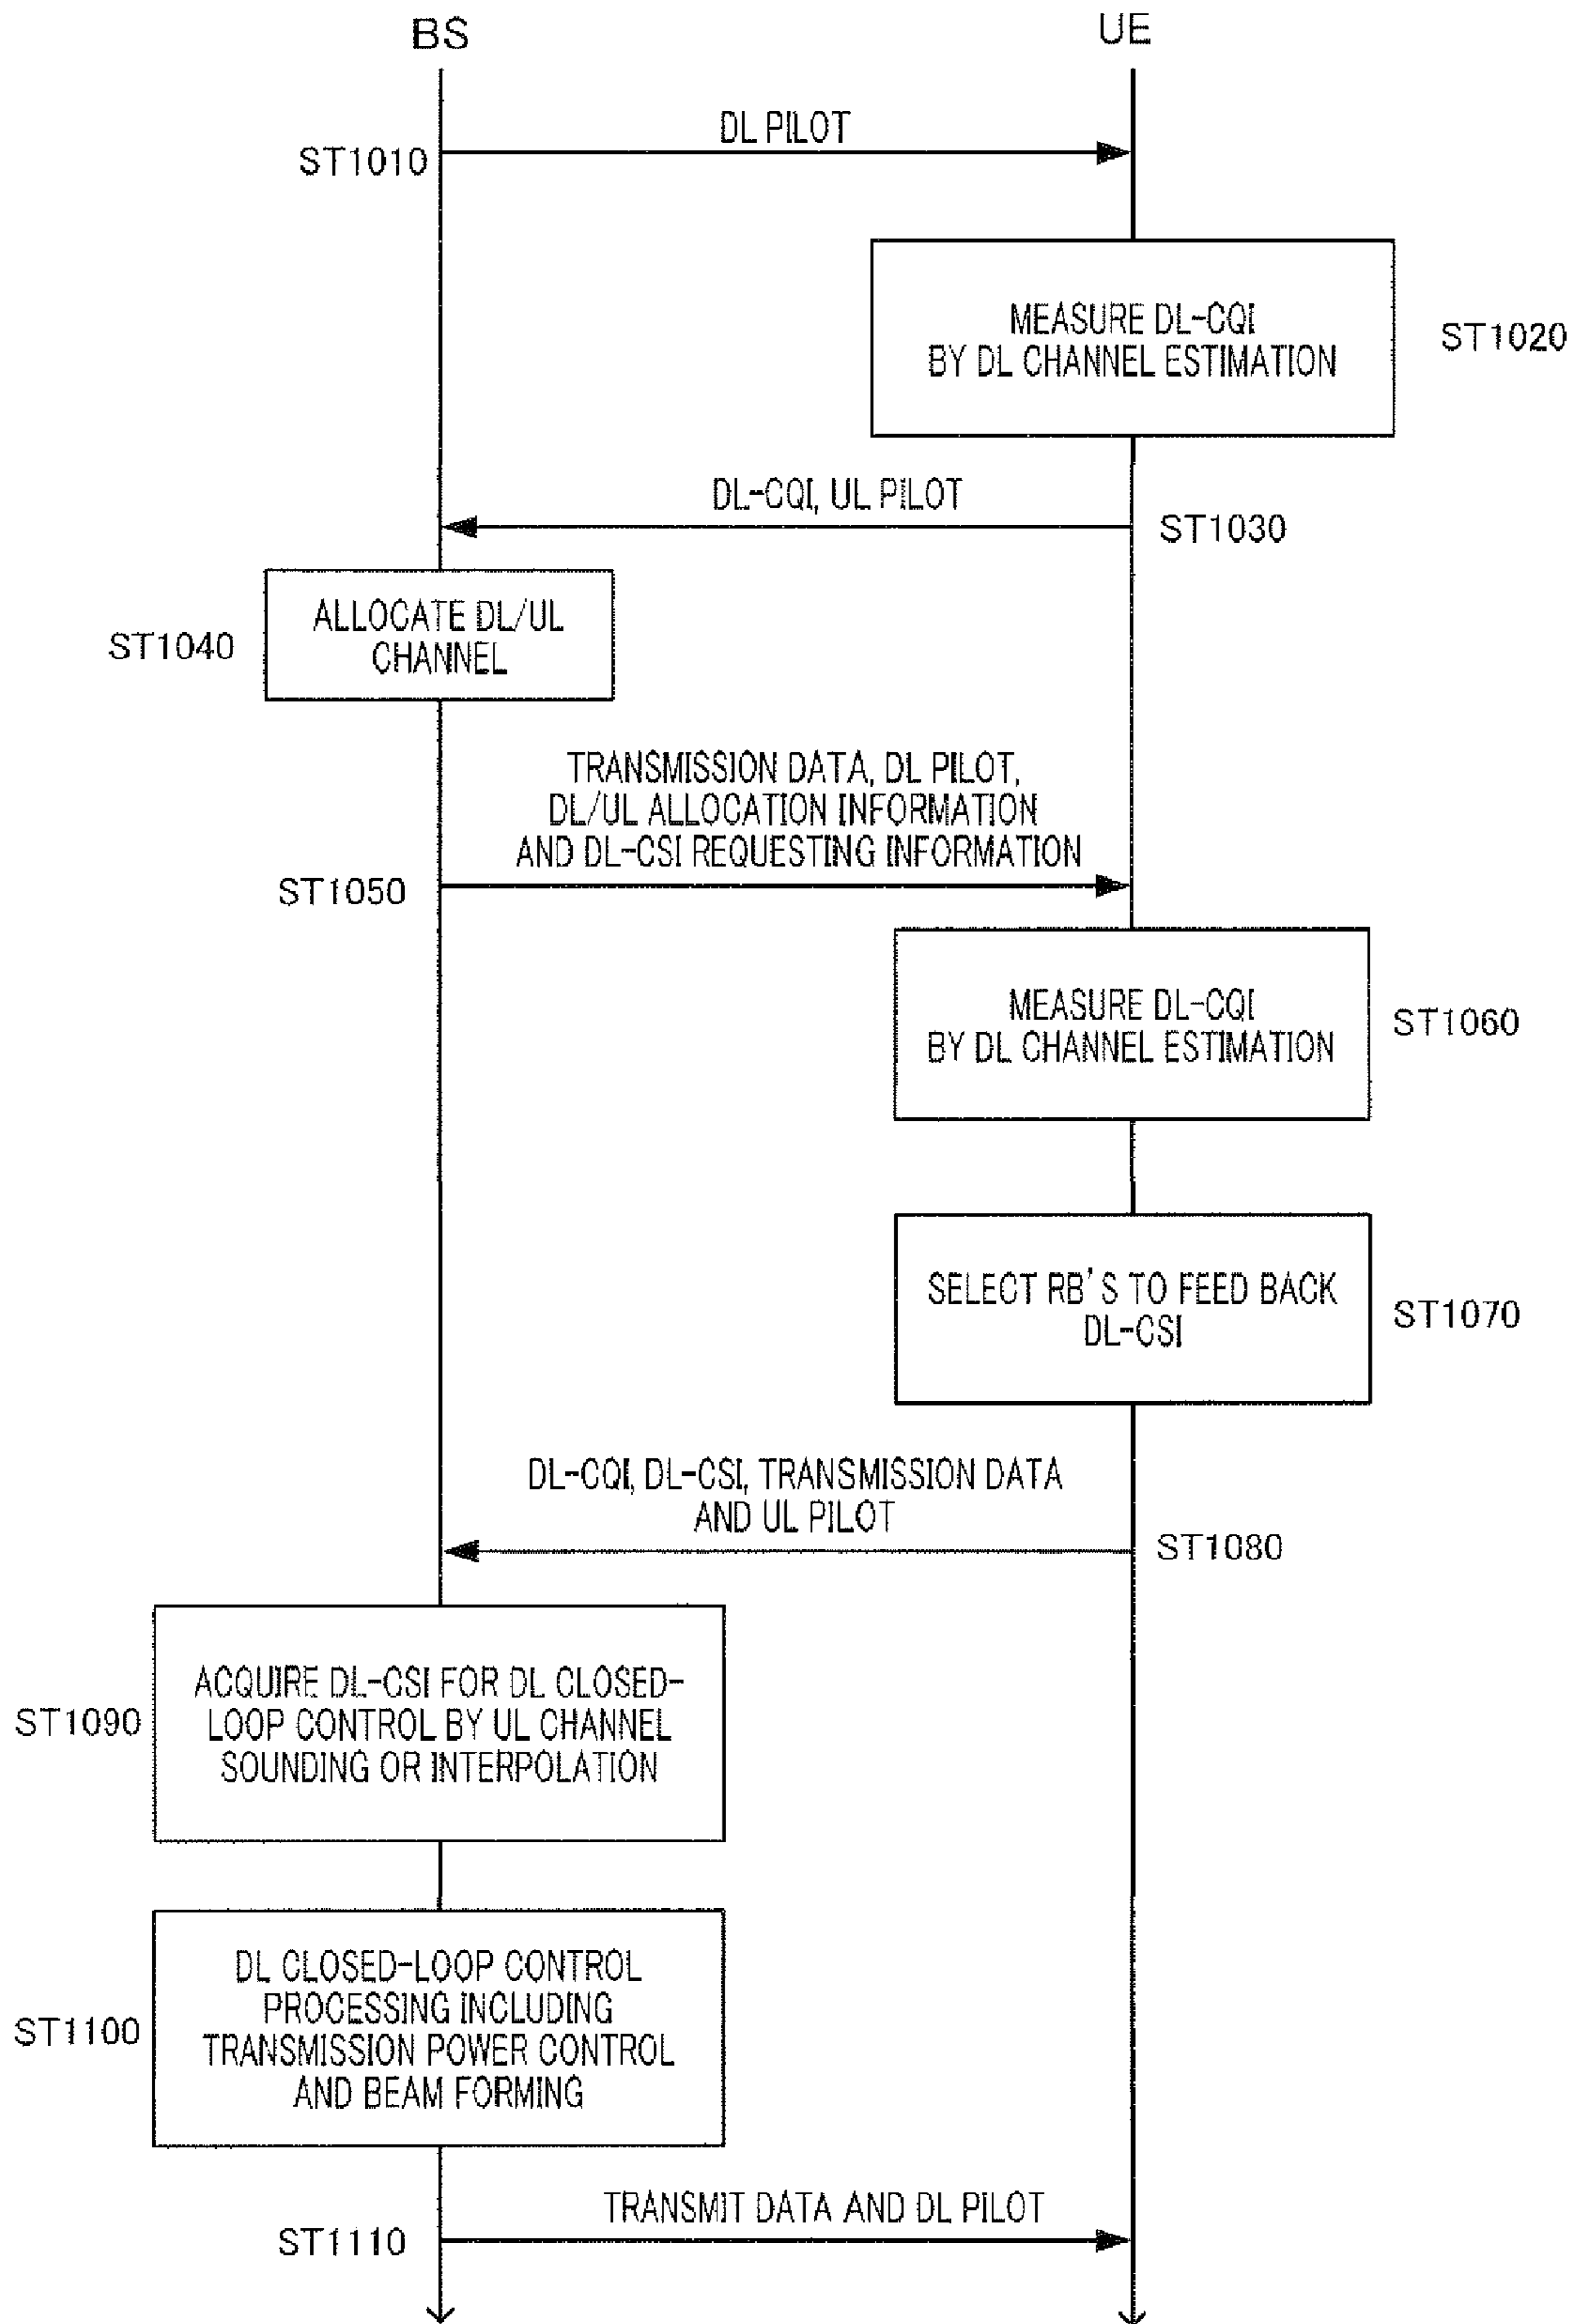 BS
UE
DL PILOT
ST1010
MEASURE DL-CQI
BY DL CHANNEL ESTIMATION
ST1020
DL-CQI, UL PILOT
ST1030
ALLOCATE DL/UL
CHANNEL
ST1040
TRANSMISSION DATA, DL PILOT,
DL/UL ALLOCATION INFORMATION
AND DL-CSI REQUESTING INFORMATION
ST1050
MEASURE DL-CQI
BY DL CHANNEL ESTIMATION
ST1060
SELECT RB'S TO FEED BACK
DL-CSI
ST1070
DL-CQI, DL-CSI, TRANSMISSION DATA
AND UL PILOT
ST1080
ACQUIRE DL-CSI FOR DL CLOSED-
LOOP CONTROL BY UL CHANNEL
SOUNDING OR INTERPOLATION
ST1090
DL CLOSED-LOOP CONTROL
PROCESSING INCLUDING
TRANSMISSION POWER CONTROL
AND BEAM FORMING
ST1100
TRANSMIT DATA AND DL PILOT
ST1110